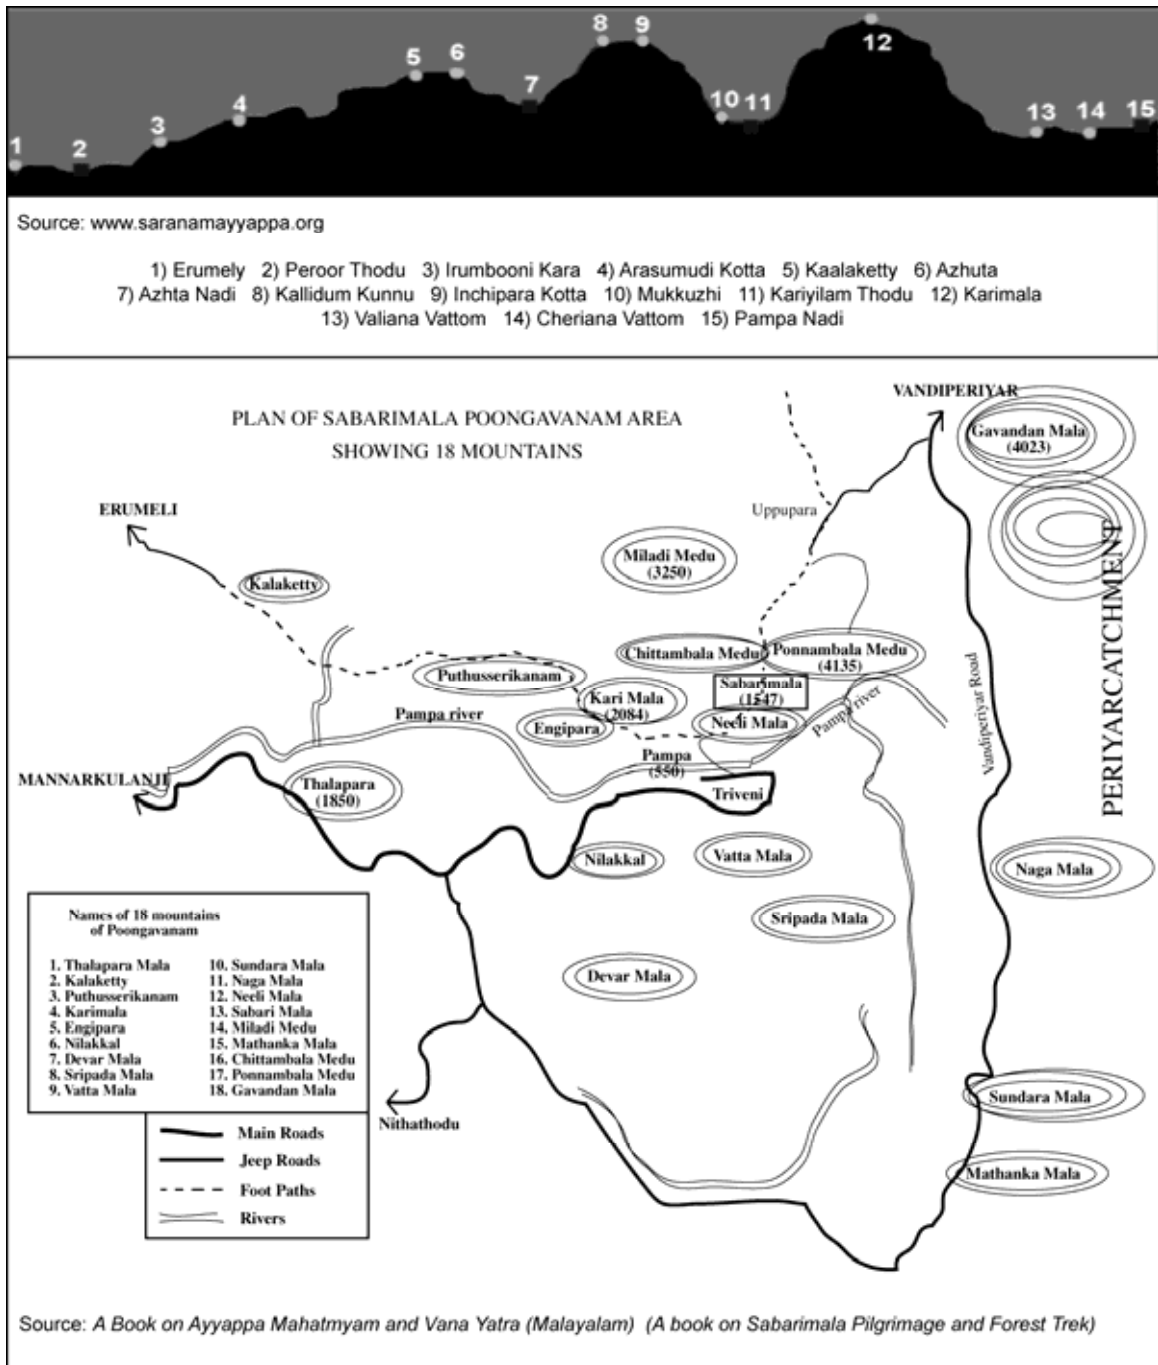 1 2 3 4 5 6 7 8 9 10 11 12 13 14 15
Source: www.saranamayyappa.org
1) Erumely 2) Peroor Thodu 3) Irumbooni Kara 4) Arasumudi Kotta 5) Kaalaketty 6) Azhuta
7) Azhta Nadi 8) Kallidum Kunnu 9) Inchipara Kotta 10) Mukkuzhi 11) Kariyilam Thodu 12) Karimala
13) Valiana Vattom 14) Cheriana Vattom 15) Pampa Nadi
PLAN OF SABARIMALA POONGAVANAM AREA
SHOWING 18 MOUNTAINS
VANDIPERIYAR
Gavandan Mala
(4023)
ERUMELI
Uppupara
Kalaketty
Miladi Medu
(3250)
PERIYARCATCHMENT
Chittambala Medu
Ponnambala Medu
(4135)
Puthusserikanam
Sabarimala
(1547)
Kari Mala
(2084)
Neeli Mala
Engipara
Pampa river
Pampa river
Vandiperiyar Road
Pampa
(550)
MANNARKULANJI
Thalapara
(1850)
Triveni
Nilakkal
Vatta Mala
Naga Mala
Sripada Mala
Devar Mala
Names of 18 mountains
of Poongavanam
1. Thalapara Mala
2. Kalaketty
3. Puthusserikanam
4. Karimala
5. Engipara
6. Nilakkal
7. Devar Mala
8. Sripada Mala
9. Vatta Mala
10. Sundara Mala
11. Naga Mala
12. Neeli Mala
13. Sabari Mala
14. Miladi Medu
15. Mathanka Mala
16. Chittambala Medu
17. Ponnambala Medu
18. Gavandan Mala
Sundara Mala
Nithathodu
Mathanka Mala
Main Roads
Jeep Roads
Foot Paths
Rivers
Source: A Book on Ayyappa Mahatmyam and Vana Yatra (Malayalam) (A book on Sabarimala Pilgrimage and Forest Trek)